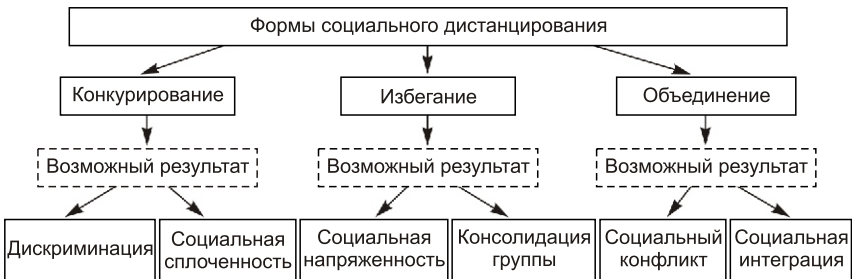 Формы социального дистанцирования
Конкурирование
Избегание
Объединение
Возможный результат
Возможный результат
Возможный результат
Дискриминация
Социальная
сплоченность
Социальная
напряженность
Консолидация
группы
Социальный
конфликт
Социальная
интеграция